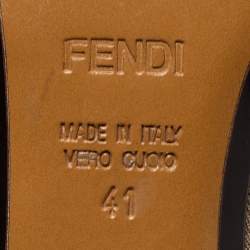 FENDI
MADE IN ITALY
VERO CUOIO
41